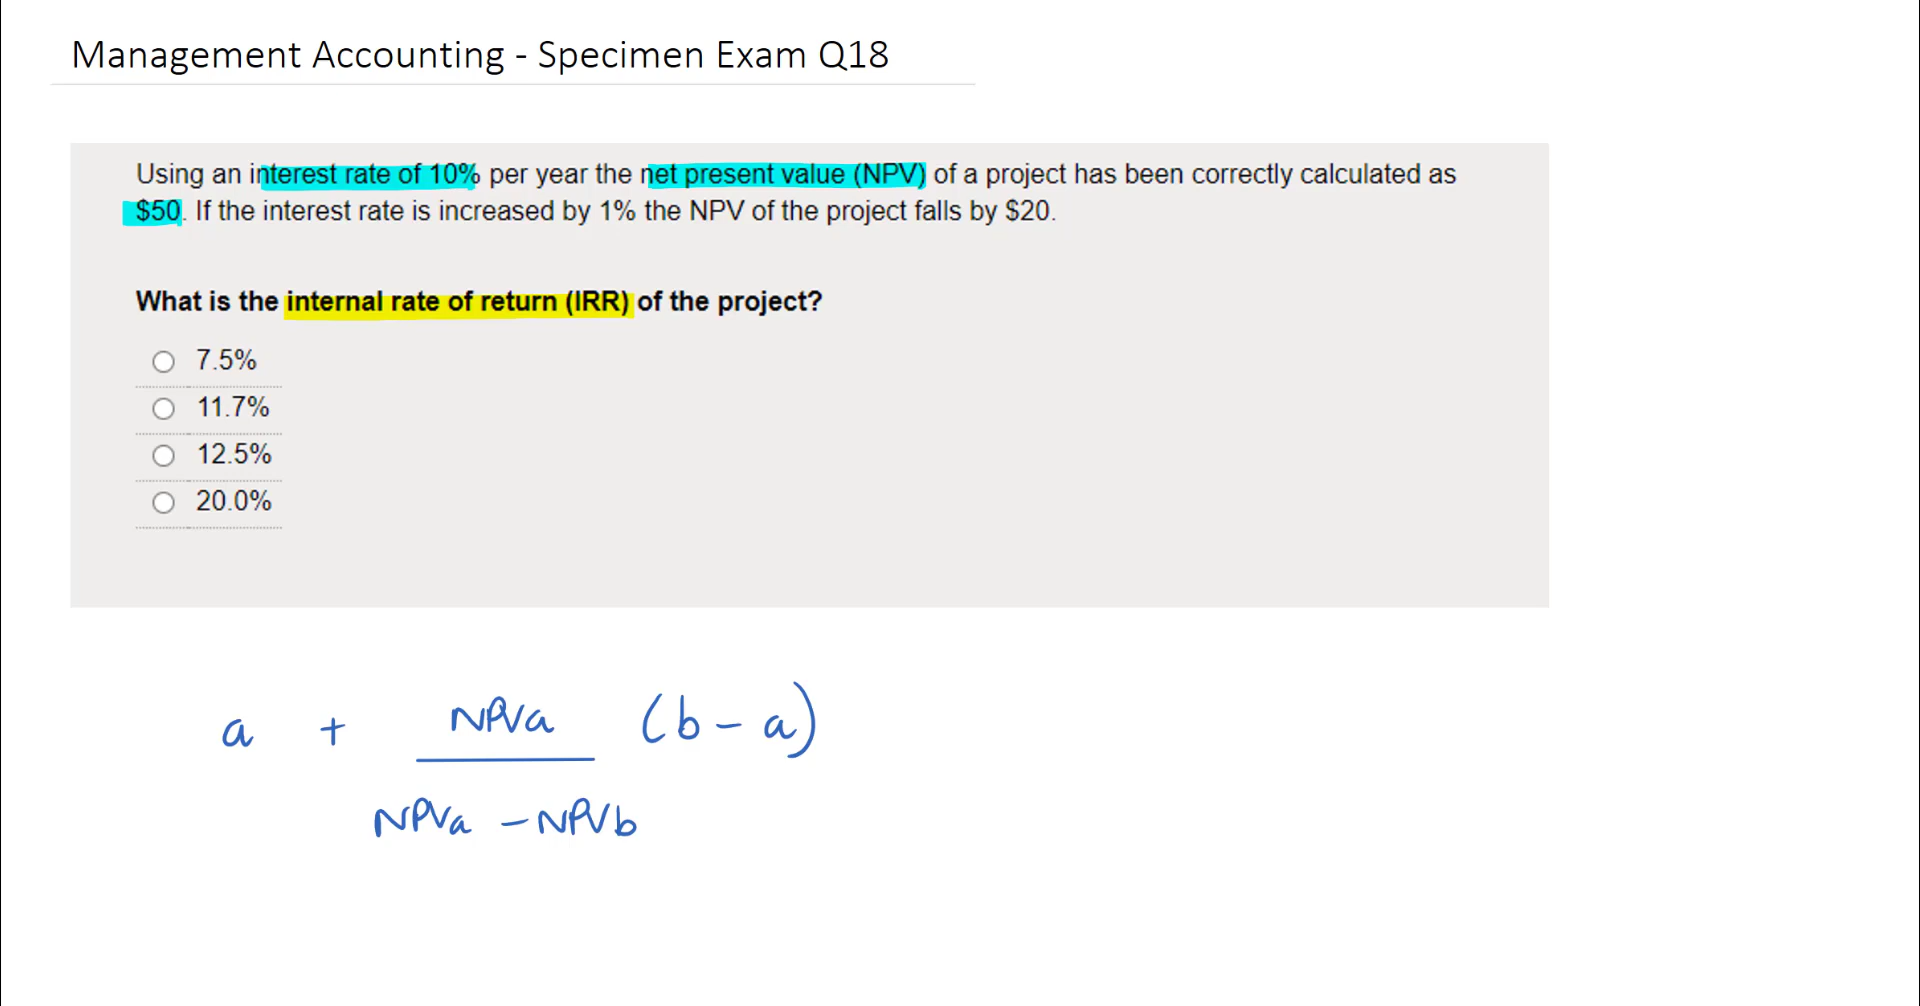 Management Accounting - Specimen Exam Q18
Using an interest rate of 10% per year the net present value (NPV) of a project has been correctly calculated as
$50. If the interest rate is increased by 1% the NPV of the project falls by $20.
What is the internal rate of return (IRR) of the project?
7.5%
11.7%
12.5%
20.0%
a + NPVa (b - a)
NPVa - NPVb